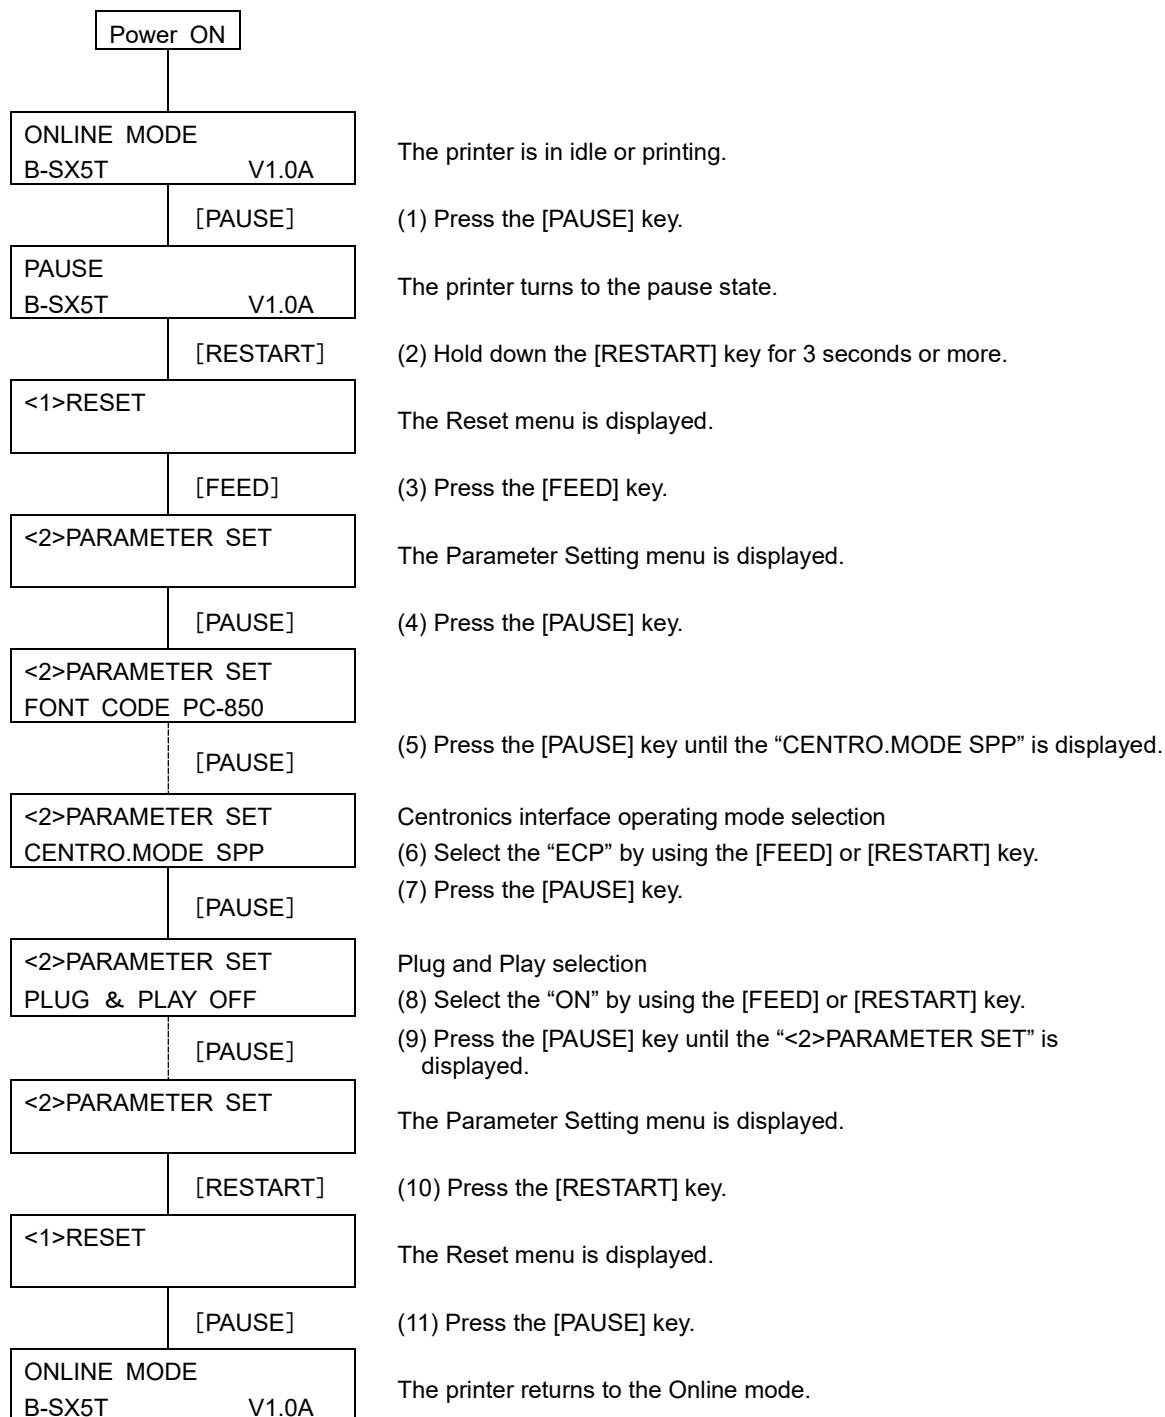 Power ON
ONLINE MODE
B-SX5T V1.0A
The printer is in idle or printing.
[PAUSE]
(1) Press the [PAUSE] key.
PAUSE
B-SX5T V1.0A
The printer turns to the pause state.
[RESTART]
(2) Hold down the [RESTART] key for 3 seconds or more.
<1>RESET
The Reset menu is displayed.
[FEED]
(3) Press the [FEED] key.
<2>PARAMETER SET
The Parameter Setting menu is displayed.
[PAUSE]
(4) Press the [PAUSE] key.
<2>PARAMETER SET
FONT CODE PC-850
[PAUSE]
(5) Press the [PAUSE] key until the “CENTRO.MODE SPP” is displayed.
<2>PARAMETER SET
CENTRO.MODE SPP
Centronics interface operating mode selection
(6) Select the “ECP” by using the [FEED] or [RESTART] key.
[PAUSE]
(7) Press the [PAUSE] key.
<2>PARAMETER SET
PLUG & PLAY OFF
Plug and Play selection
(8) Select the “ON” by using the [FEED] or [RESTART] key.
[PAUSE]
(9) Press the [PAUSE] key until the “<2>PARAMETER SET” is
displayed.
<2>PARAMETER SET
The Parameter Setting menu is displayed.
[RESTART]
(10) Press the [RESTART] key.
<1>RESET
The Reset menu is displayed.
[PAUSE]
(11) Press the [PAUSE] key.
ONLINE MODE
B-SX5T V1.0A
The printer returns to the Online mode.